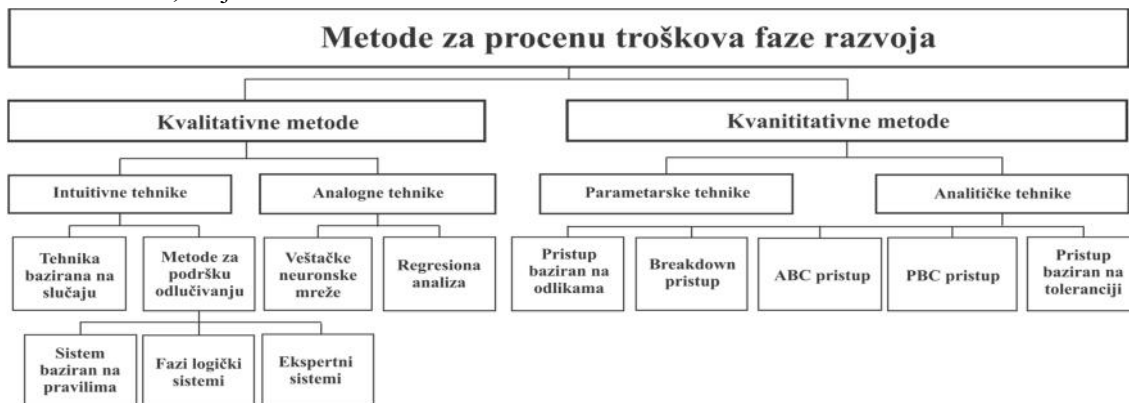 Metode za procenu troškova faze razvoja
Kvalitativne metode
Kvanititativne metode
Intuitivne tehnike
Analogne tehnike
Parametarske tehnike
Analitičke tehnike
Tehnika
bazirana na
slučaju
Metode za
podršku
odlučivanju
Veštačke
neuronske
mreže
Regresiona
analiza
Pristup
baziran na
odlikama
Breakdown
pristup
ABC pristup
PBC pristup
Pristup
baziran na
toleranciji
Sistem
baziran na
pravilima
Fazi logički
sistemi
Ekspertni
sistemi